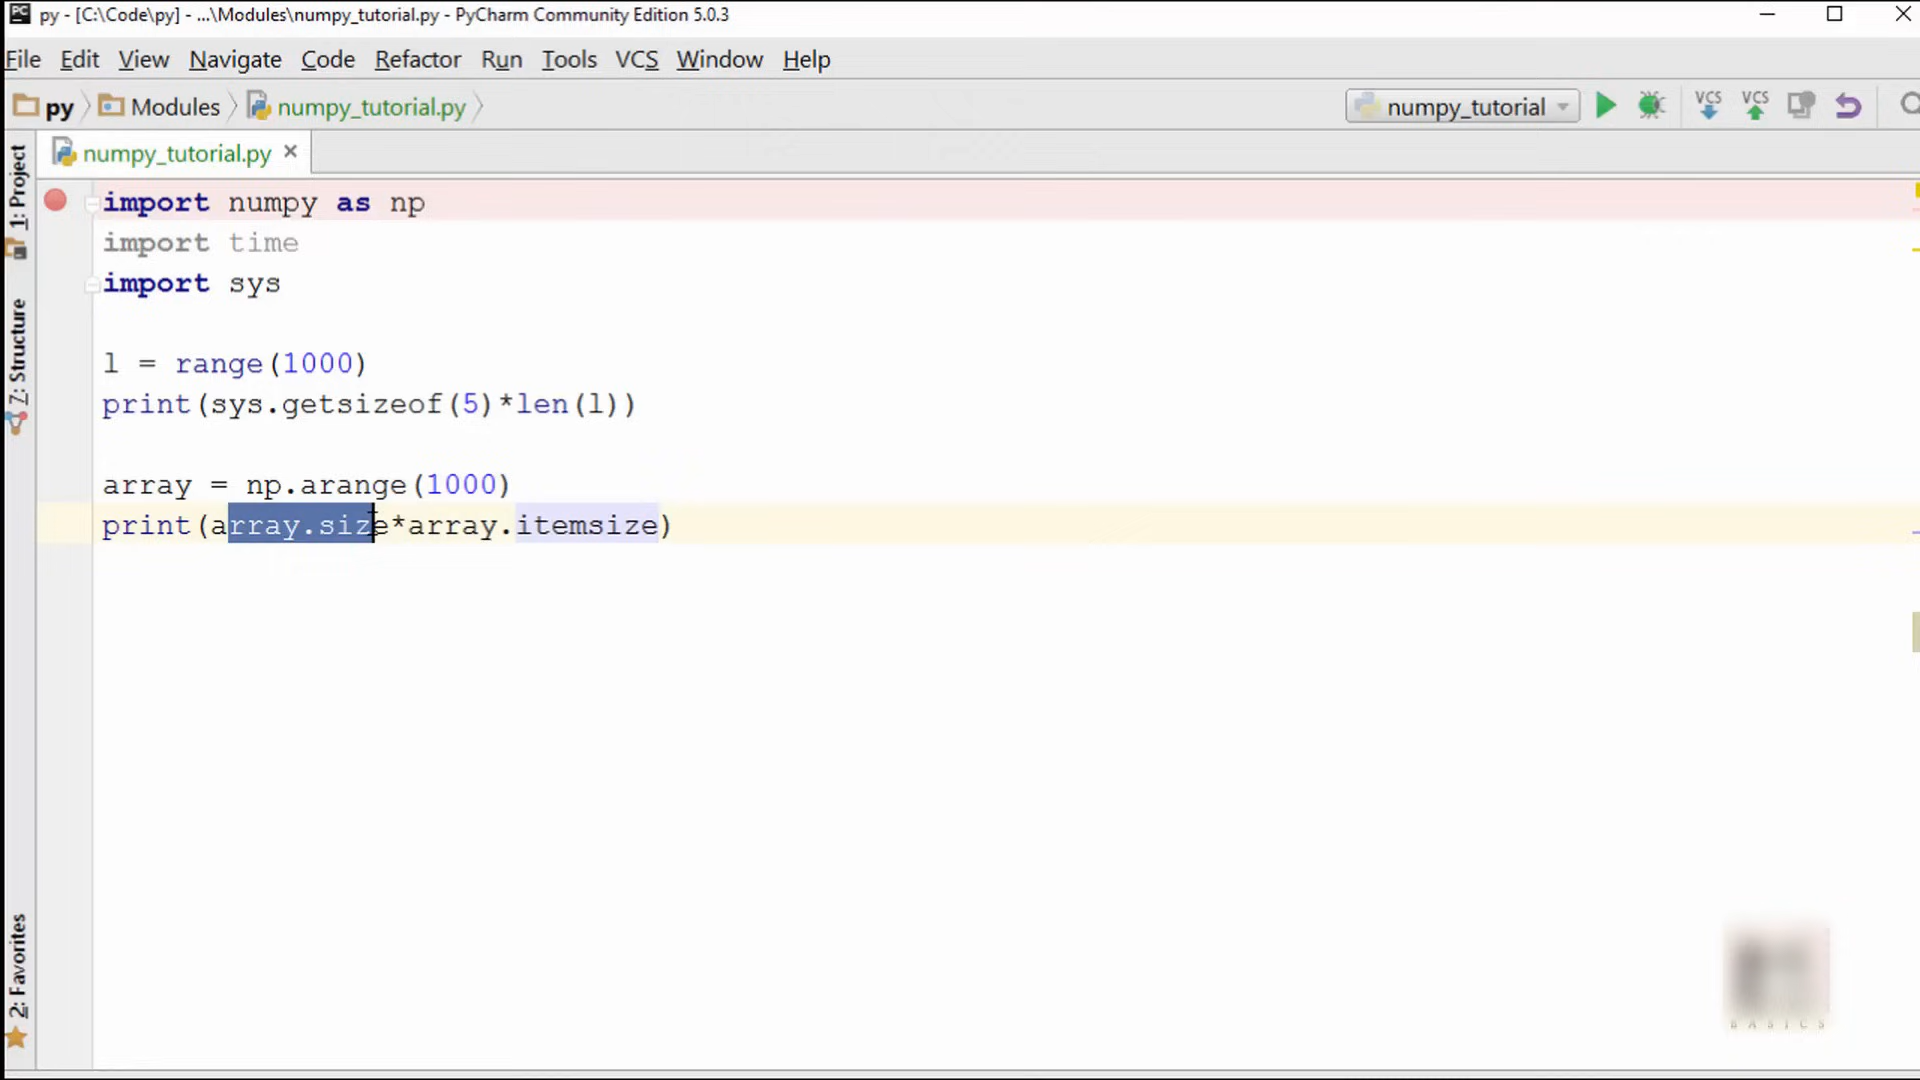 py - [C:\Code\py] - ...\Modules\numpy_tutorial.py - PyCharm Community Edition 5.0.3
File Edit View Navigate Code Refactor Run Tools VCS Window Help
py Modules numpy_tutorial.py numpy_tutorial VCS VCS
numpy_tutorial.py
1: Project
7: Structure
2: Favorites
import numpy as np
import time
import sys
l = range(1000)
print(sys.getsizeof(5)*len(l))
array = np.arange(1000)
print(array.size*array.itemsize)
BASICS